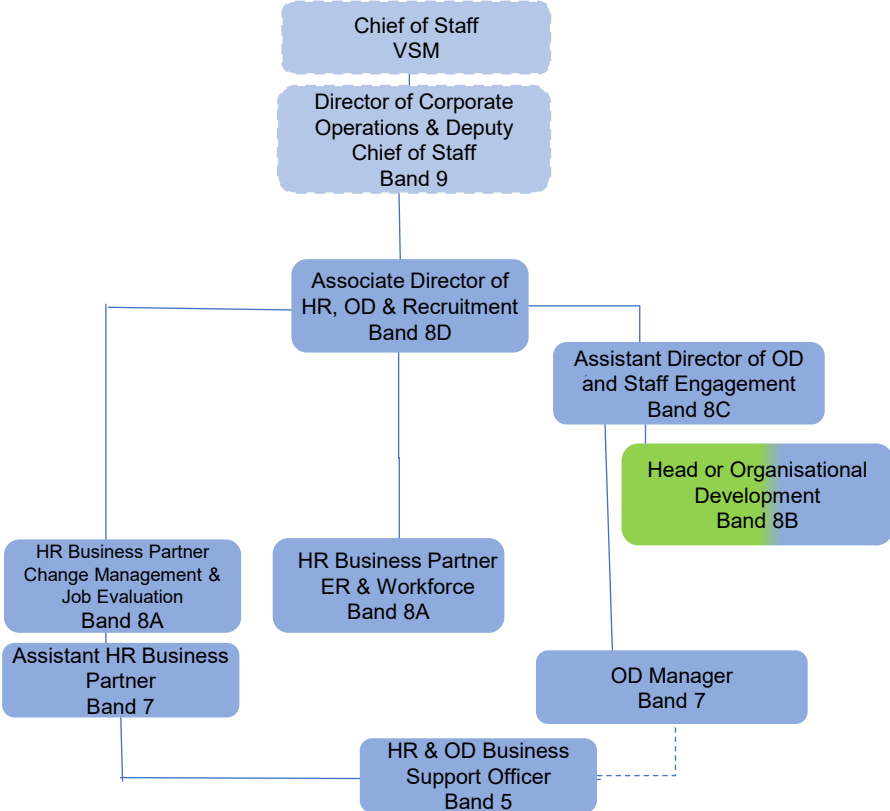 Chief of Staff
VSM
Director of Corporate
Operations & Deputy
Chief of Staff
Band 9
Associate Director of
HR, OD & Recruitment
Band 8D
Assistant Director of OD
and Staff Engagement
Band 8C
Head or Organisational
Development
Band 8B
HR Business Partner
Change Management &
Job Evaluation
Band 8A
HR Business Partner
ER & Workforce
Band 8A
Assistant HR Business
Partner
Band 7
OD Manager
Band 7
HR & OD Business
Support Officer
Band 5